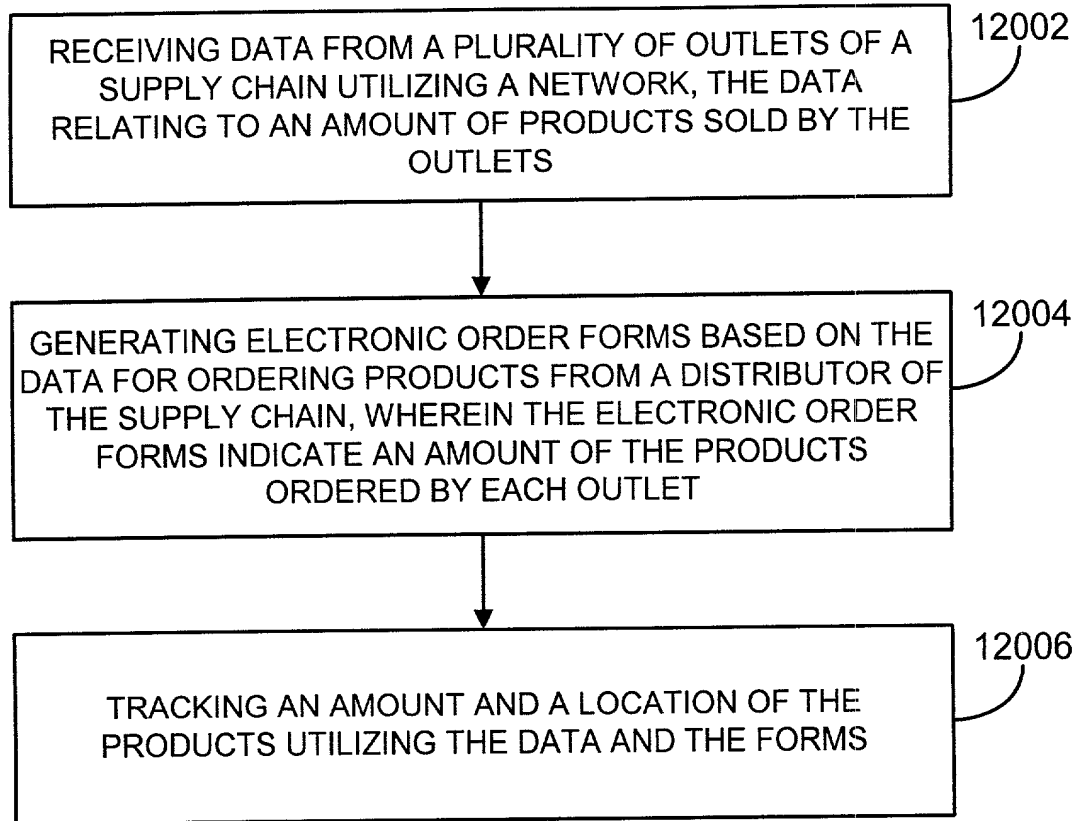 RECEIVING DATA FROM A PLURALITY OF OUTLETS OF A
SUPPLY CHAIN UTILIZING A NETWORK, THE DATA
RELATING TO AN AMOUNT OF PRODUCTS SOLD BY THE
OUTLETS
12002
GENERATING ELECTRONIC ORDER FORMS BASED ON THE
DATA FOR ORDERING PRODUCTS FROM A DISTRIBUTOR OF
THE SUPPLY CHAIN, WHEREIN THE ELECTRONIC ORDER
FORMS INDICATE AN AMOUNT OF THE PRODUCTS
ORDERED BY EACH OUTLET
12004
TRACKING AN AMOUNT AND A LOCATION OF THE
PRODUCTS UTILIZING THE DATA AND THE FORMS
12006